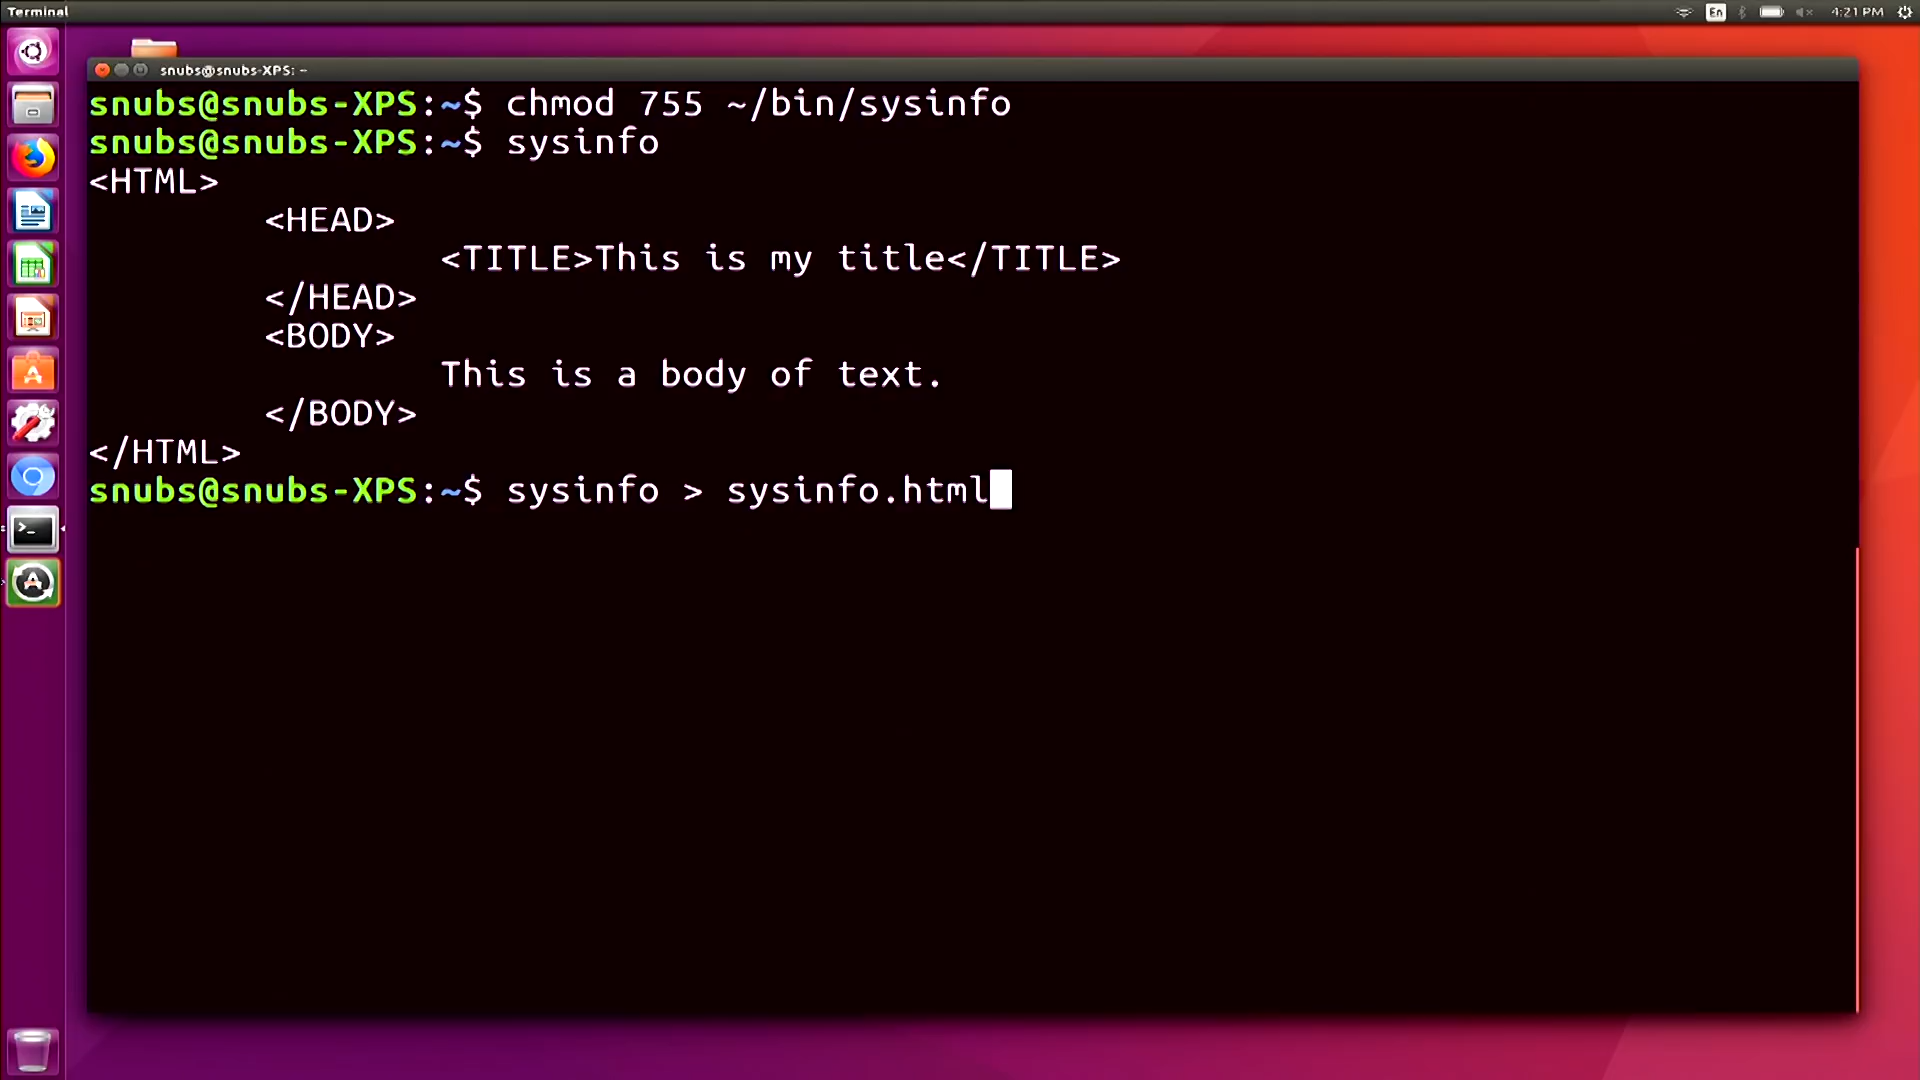 Terminal
En
4:21 PM
snubs@snubs-XPS: ~
snubs@snubs-XPS:~$ chmod 755 ~/bin/sysinfo
snubs@snubs-XPS:~$ sysinfo
<HTML>
<HEAD>
<TITLE>This is my title</TITLE>
</HEAD>
<BODY>
This is a body of text.
</BODY>
</HTML>
snubs@snubs-XPS:~$ sysinfo > sysinfo.html